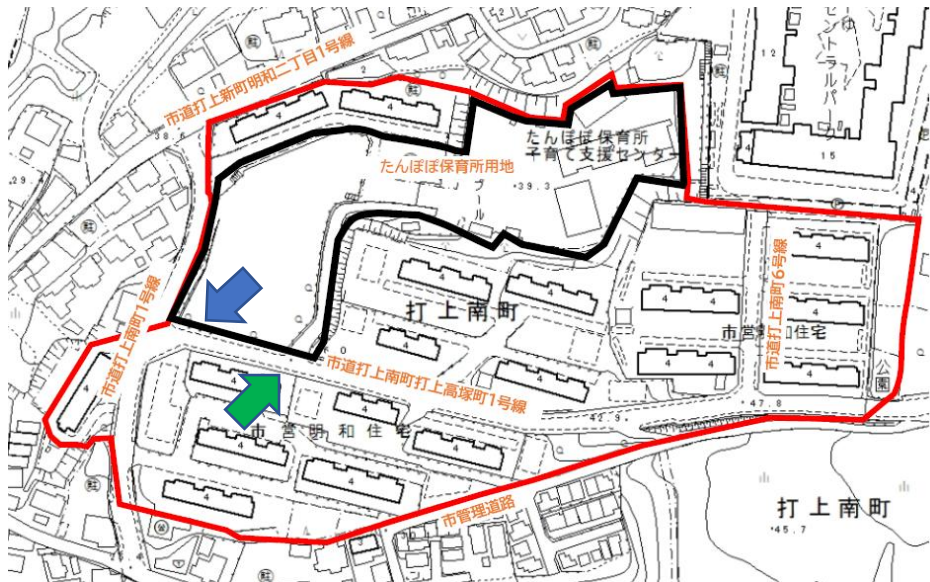 市道打上新町明和二丁目1号線
セントラルパーク
12
15
38.6
29.
2
4
4
たんぽぽ保育所
子育て支援センター
たんぽぽ保育所用地
・39.3
プール
市道打上南町1号線
打上南町
市営明和住宅
市道打上南町6号線
公園
市道打上南町打上高塚町1号線
・42.9
・47.8
市営明和住宅
市管理道路
打上南町
・45.7